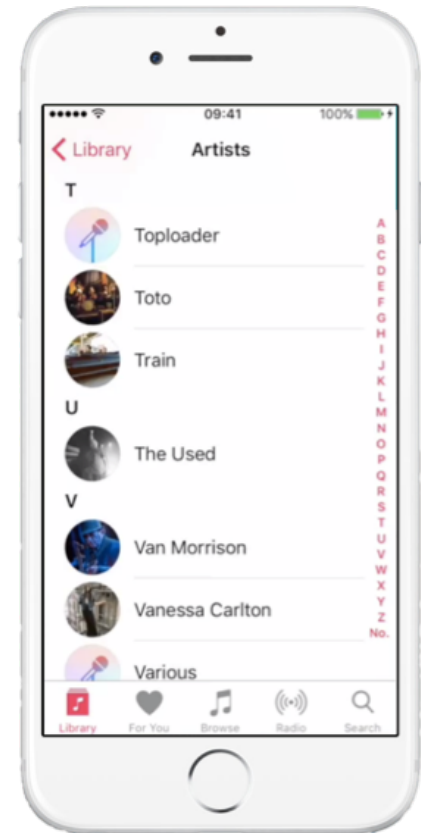 09:41 100%
Library Artists
T
Toploader
Toto
Train
U
The Used
V
Van Morrison
Vanessa Carlton
Various
A
B
C
D
E
F
G
H
I
J
K
L
M
N
O
P
Q
R
S
T
U
V
W
X
Y
Z
No.
Library For You Browse Radio Search